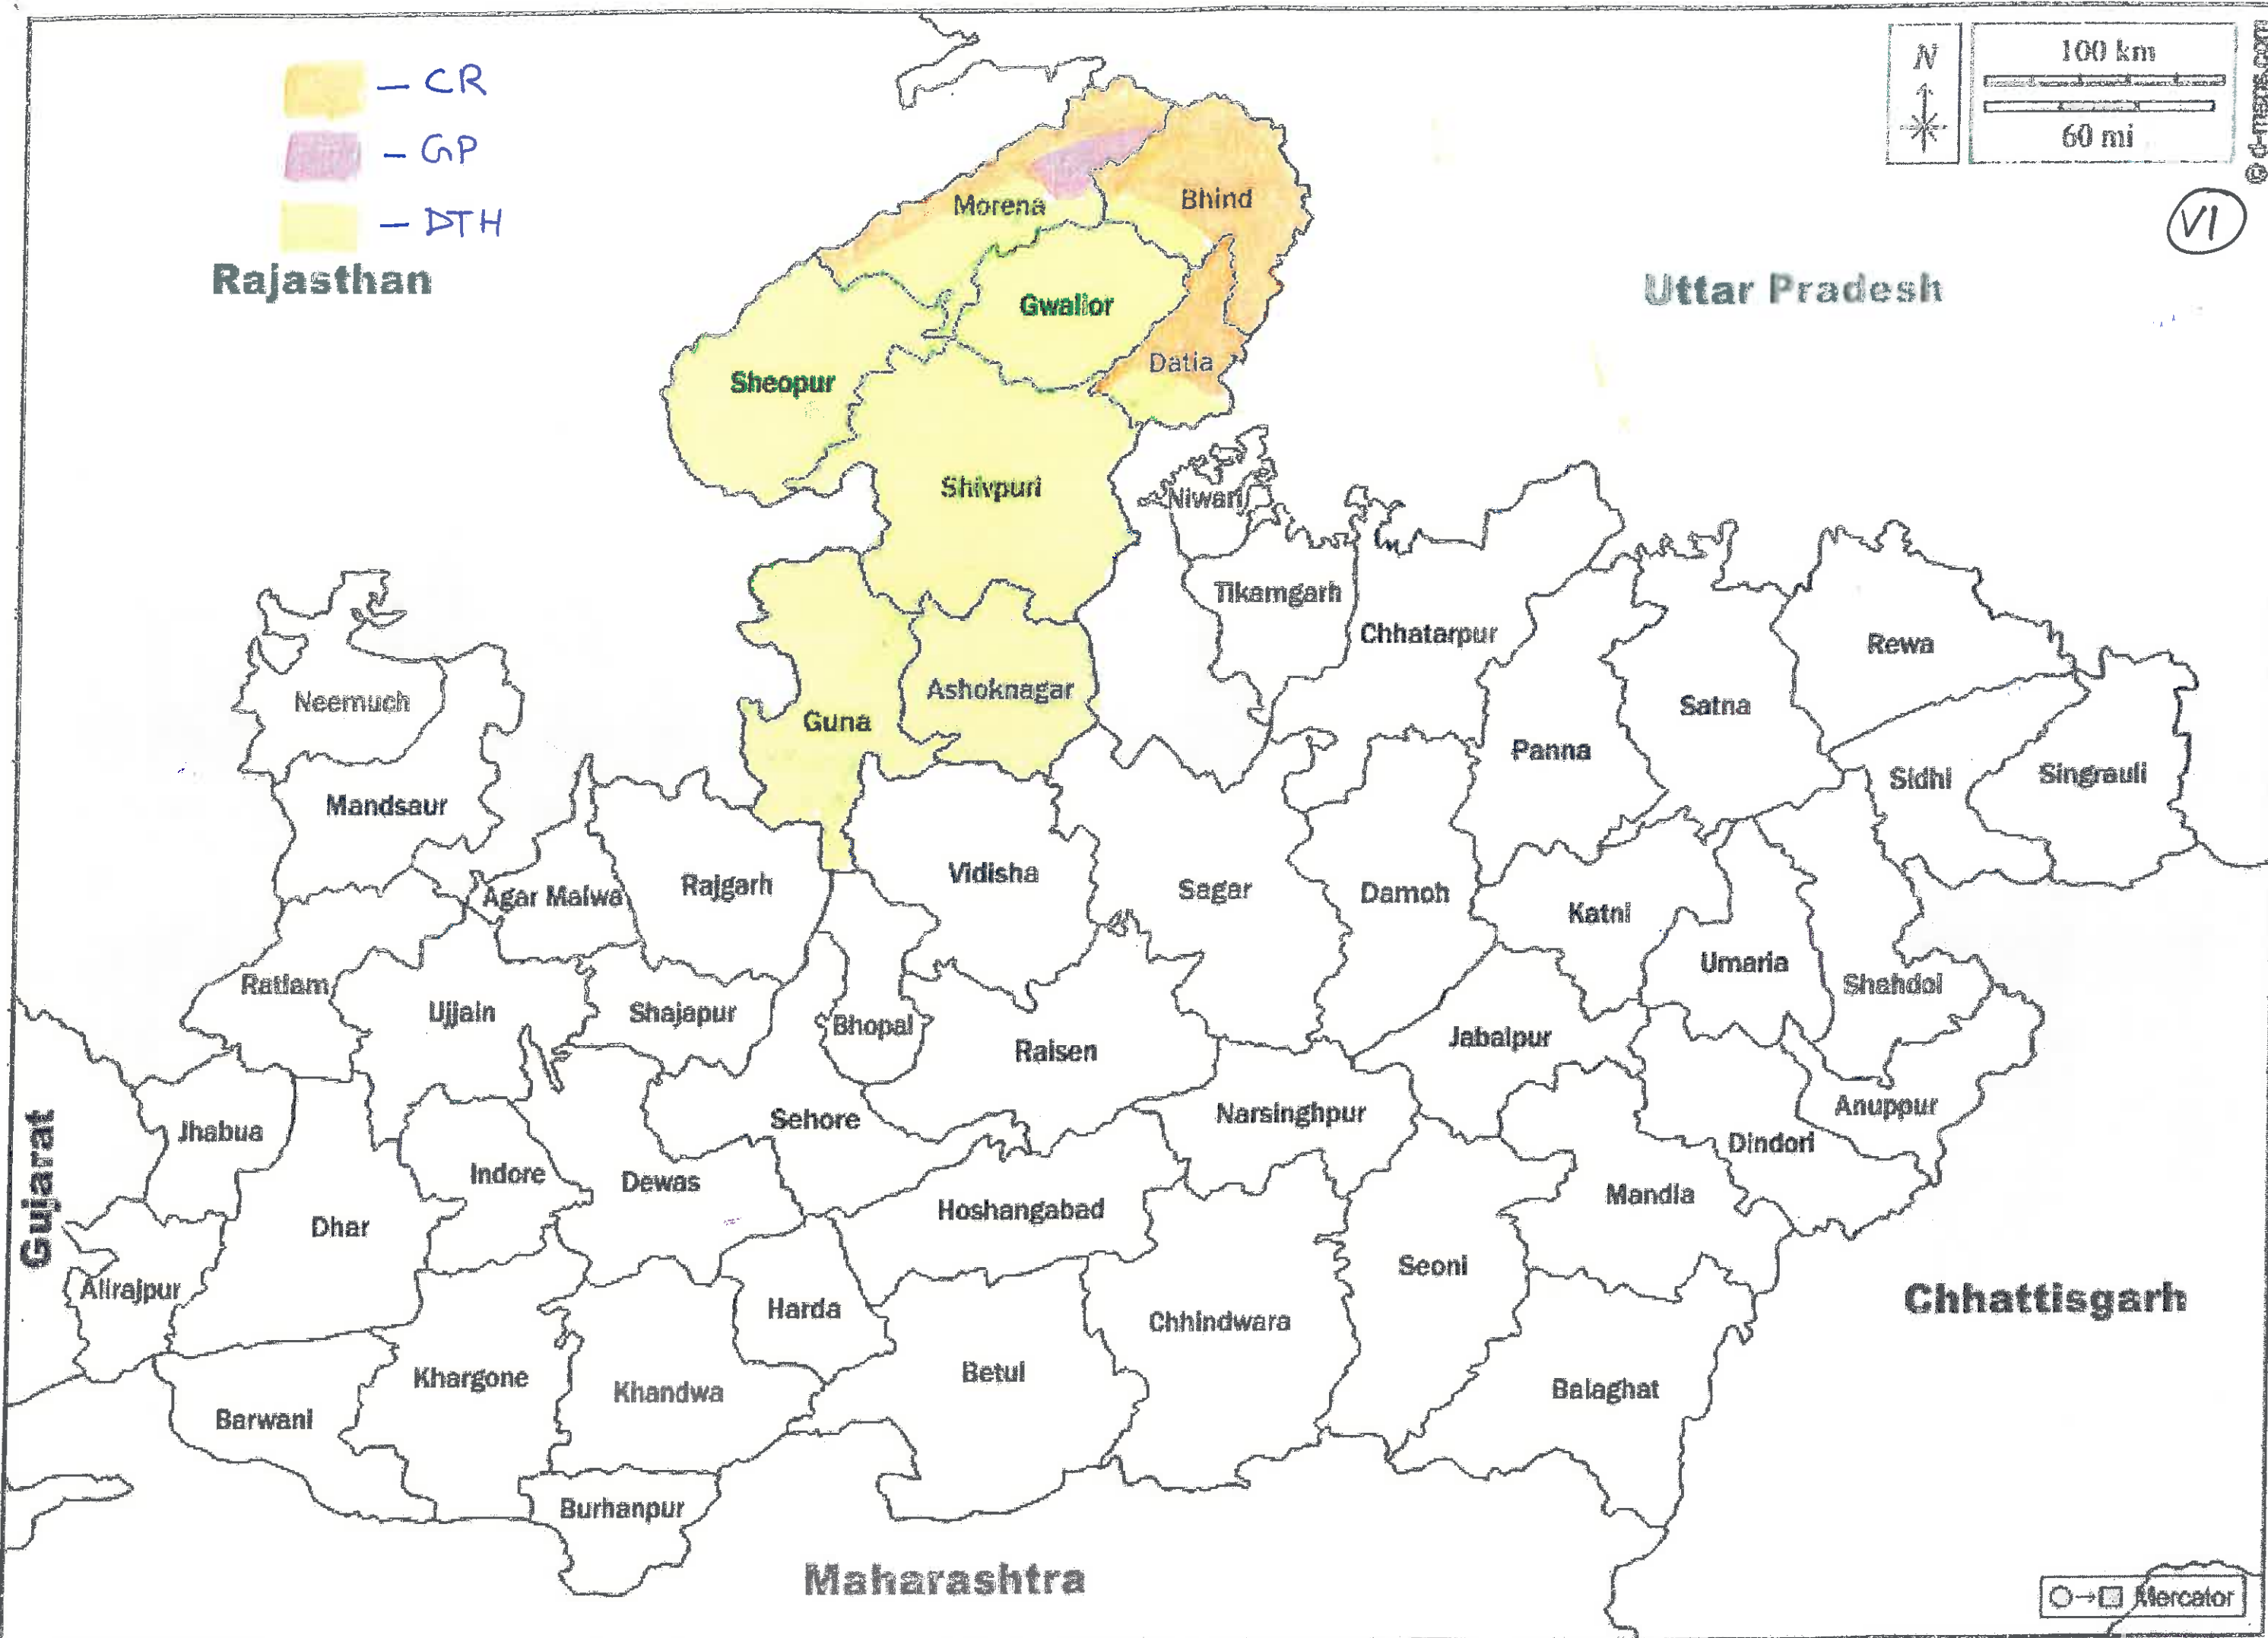 — CR
— GP
— DTH
N
100 km
60 mi
© d-maps.com
VI
Rajasthan
Uttar Pradesh
Morena
Bhind
Gwalior
Datia
Sheopur
Shivpuri
Niwari
Tikamgarh
Chhatarpur
Rewa
Neemuch
Ashoknagar
Guna
Satna
Panna
Sidhi
Singrauli
Mandsaur
Agar Malwa
Rajgarh
Vidisha
Sagar
Damoh
Katni
Umaria
Shahdol
Ratlam
Ujjain
Shajapur
Bhopal
Raisen
Jabalpur
Jhabua
Sehore
Narsinghpur
Anuppur
Dindori
Gujarat
Indore
Dewas
Hoshangabad
Mandla
Dhar
Alirajpur
Harda
Seoni
Chhindwara
Chhattisgarh
Khargone
Khandwa
Betul
Balaghat
Barwani
Burhanpur
Maharashtra
Mercator